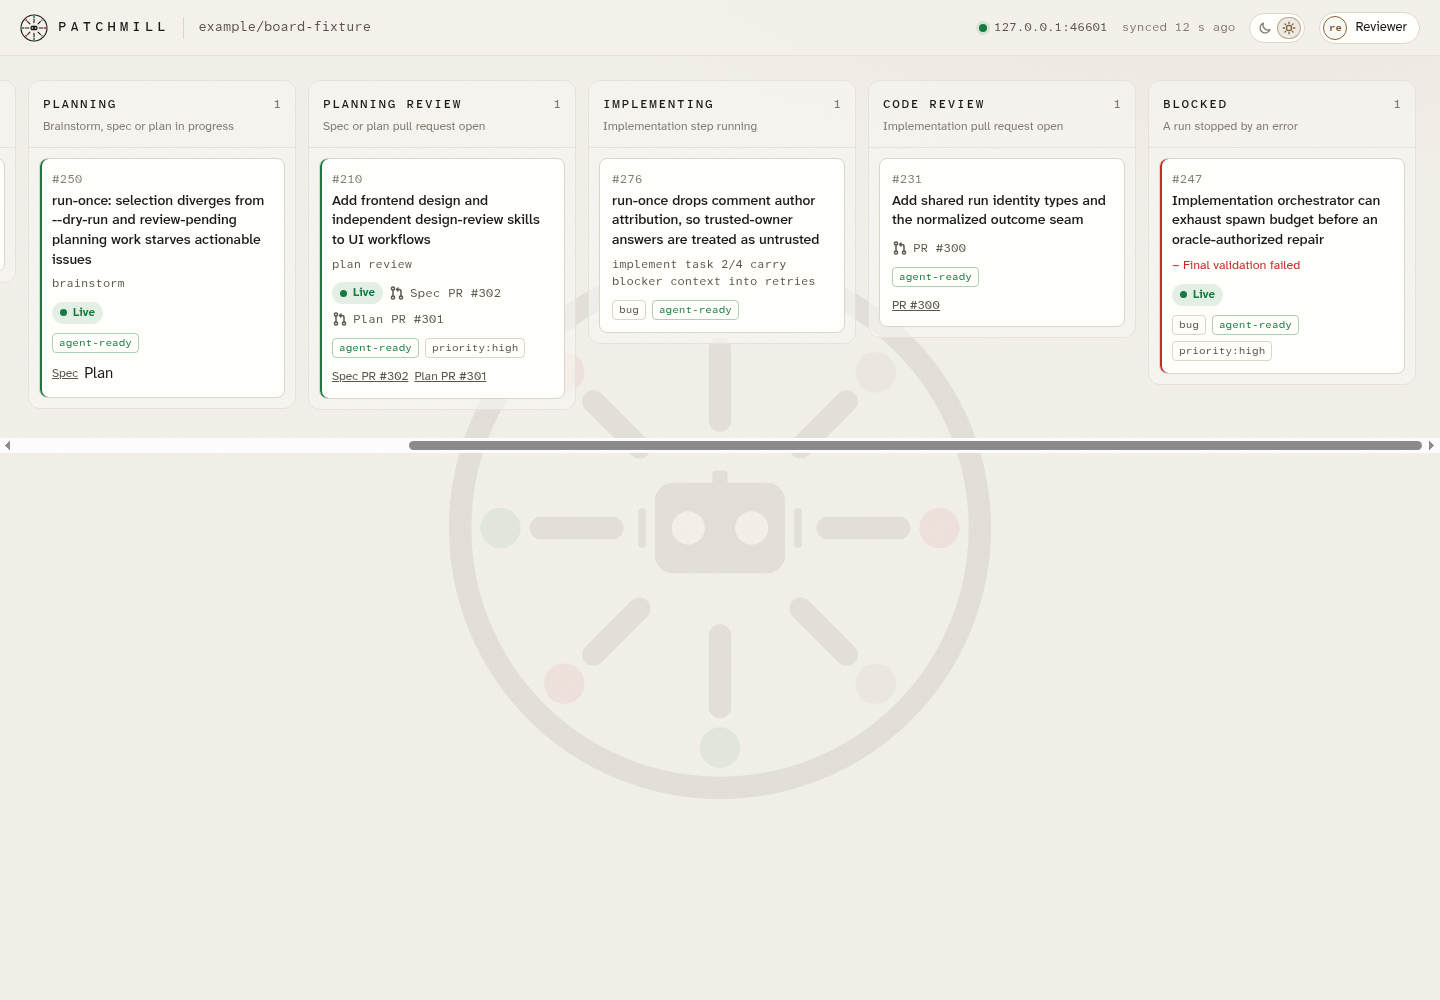 PATCHMILL
example/board-fixture
127.0.0.1:46601
synced 12 s ago
re
Reviewer
PLANNING
1
Brainstorm, spec or plan in progress
#250
run-once: selection diverges from
--dry-run and review-pending
planning work starves actionable
issues
brainstorm
Live
agent-ready
Spec Plan
PLANNING REVIEW
1
Spec or plan pull request open
#210
Add frontend design and
independent design-review skills
to UI workflows
plan review
Live
Spec PR #302
Plan PR #301
agent-ready
priority:high
Spec PR #302 Plan PR #301
IMPLEMENTING
1
Implementation step running
#276
run-once drops comment author
attribution, so trusted-owner
answers are treated as untrusted
implement task 2/4 carry
blocker context into retries
bug
agent-ready
CODE REVIEW
1
Implementation pull request open
#231
Add shared run identity types and
the normalized outcome seam
PR #300
agent-ready
PR #300
BLOCKED
1
A run stopped by an error
#247
Implementation orchestrator can
exhaust spawn budget before an
oracle-authorized repair
– Final validation failed
Live
bug
agent-ready
priority:high